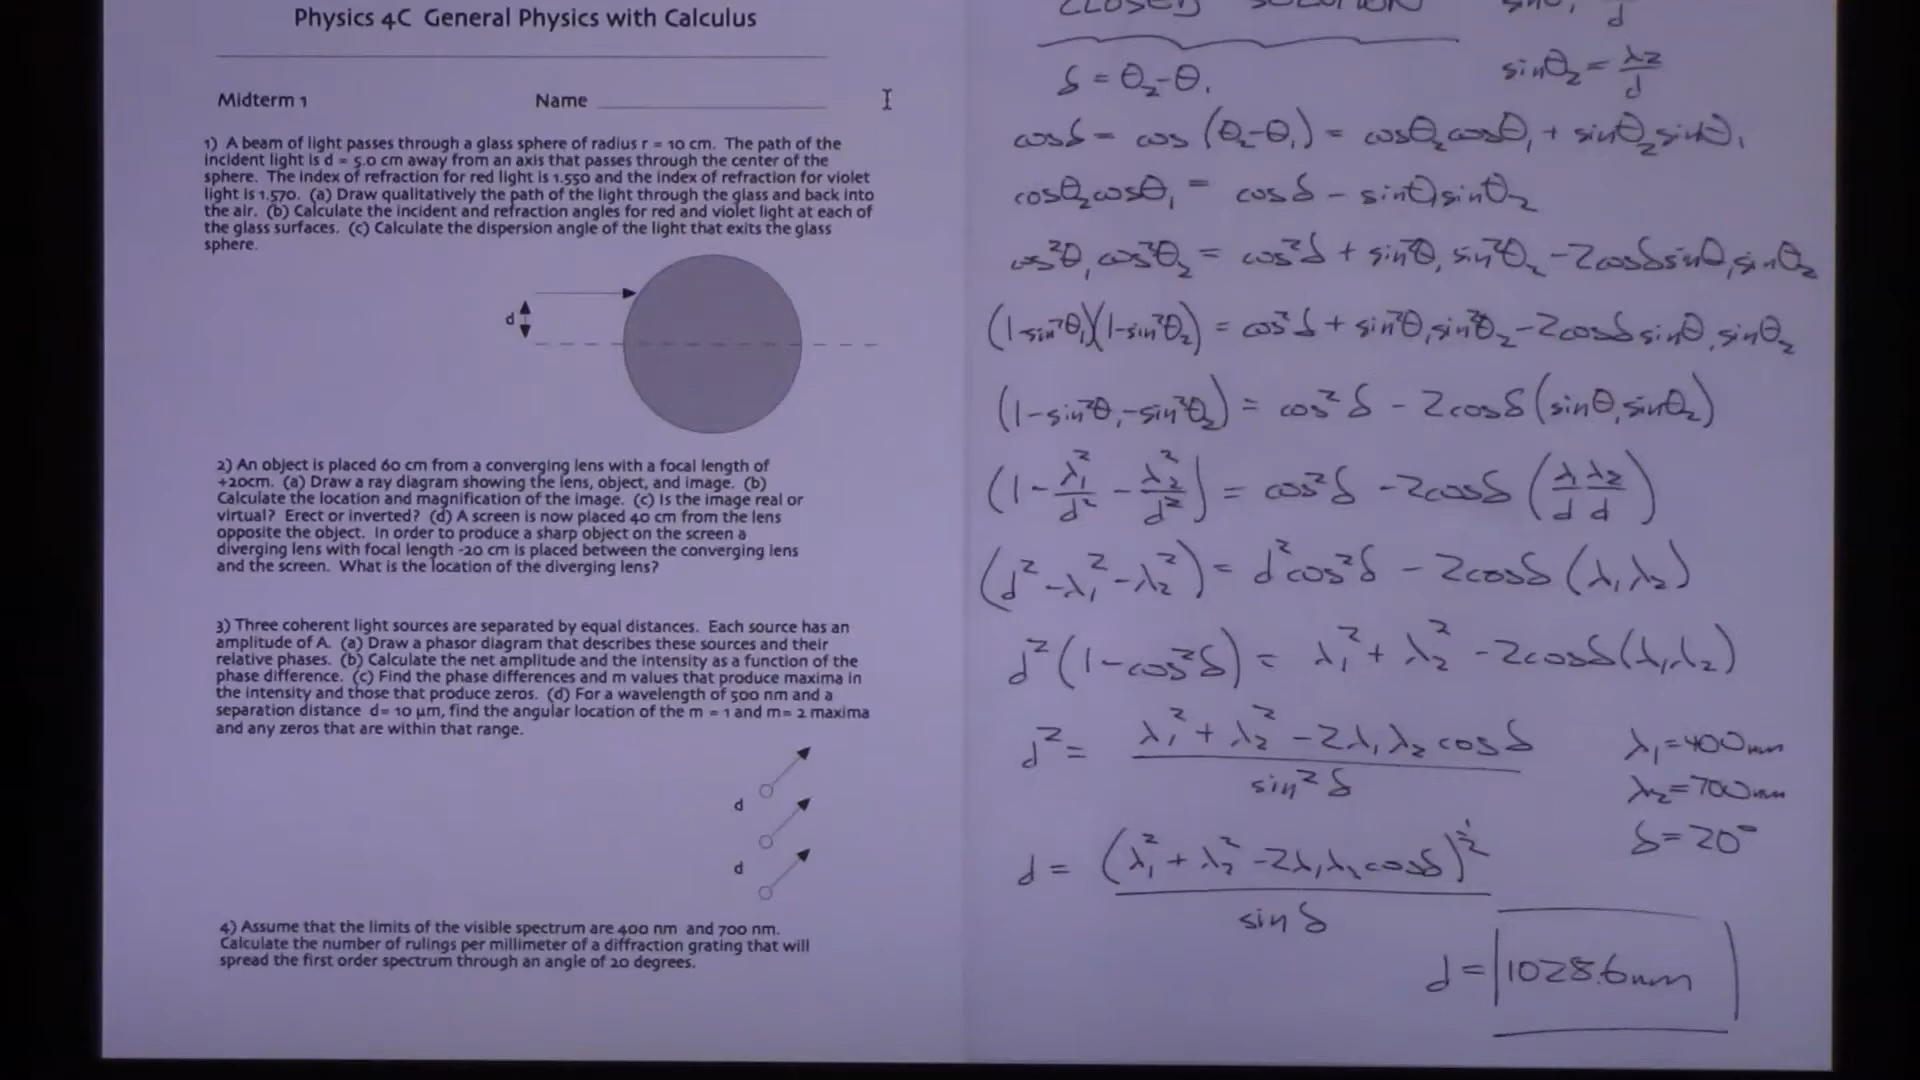 Physics 4C General Physics with Calculus
Midterm 1 Name
1) A beam of light passes through a glass sphere of radius r = 10 cm. The path of the
incident light is d = 5.0 cm away from an axis that passes through the center of the
sphere. The index of refraction for red light is 1.550 and the index of refraction for violet
light is 1.570. (a) Draw qualitatively the path of the light through the glass and back into
the air. (b) Calculate the incident and refraction angles for red and violet light at each of
the glass surfaces. (c) Calculate the dispersion angle of the light that exits the glass
sphere.
d
2) An object is placed 60 cm from a converging lens with a focal length of
+20cm. (a) Draw a ray diagram showing the lens, object, and image. (b)
Calculate the location and magnification of the image. (c) Is the image real or
virtual? Erect or inverted? (d) A screen is now placed 40 cm from the lens
opposite the object. In order to produce a sharp object on the screen a
diverging lens with focal length -20 cm is placed between the converging lens
and the screen. What is the location of the diverging lens?
3) Three coherent light sources are separated by equal distances. Each source has an
amplitude of A. (a) Draw a phasor diagram that describes these sources and their
relative phases. (b) Calculate the net amplitude and the intensity as a function of the
phase difference. (c) Find the phase differences and m values that produce maxima in
the intensity and those that produce zeros. (d) For a wavelength of 500 nm and a
separation distance d= 10 µm, find the angular location of the m = 1 and m= 2 maxima
and any zeros that are within that range.
d
d
4) Assume that the limits of the visible spectrum are 400 nm and 700 nm.
Calculate the number of rulings per millimeter of a diffraction grating that will
spread the first order spectrum through an angle of 20 degrees.
CLOSED SOLUTION
δ = θ₂-θ₁ sinθ₂ = λ₂/d
cosδ = cos (θ₂-θ₁) = cosθ₂cosθ₁ + sinθ₂sinθ₁
cosθ₂cosθ₁ = cosδ - sinθ₁sinθ₂
cos²θ₁cos²θ₂ = cos²δ + sin²θ₁sin²θ₂ -2cosδsinθ₁sinθ₂
(1-sin²θ₁)(1-sin²θ₂) = cos²δ + sin²θ₁sin²θ₂ -2cosδsinθ₁sinθ₂
(1-sin²θ₁-sin²θ₂) = cos²δ - 2cosδ(sinθ₁sinθ₂)
(1 - λ₁²/d² - λ₂²/d²) = cos²δ -2cosδ (λ₁/d λ₂/d)
(d²-λ₁²-λ₂²) = d²cos²δ - 2cosδ (λ₁λ₂)
d²(1-cos²δ) = λ₁² + λ₂² -2cosδ(λ₁λ₂)
d² = (λ₁² + λ₂² -2λ₁λ₂cosδ)/sin²δ
λ₁=400nm
λ₂=700nm
δ=20°
d = (λ₁² + λ₂² -2λ₁λ₂cosδ)^½/sinδ
d = 1028.6nm